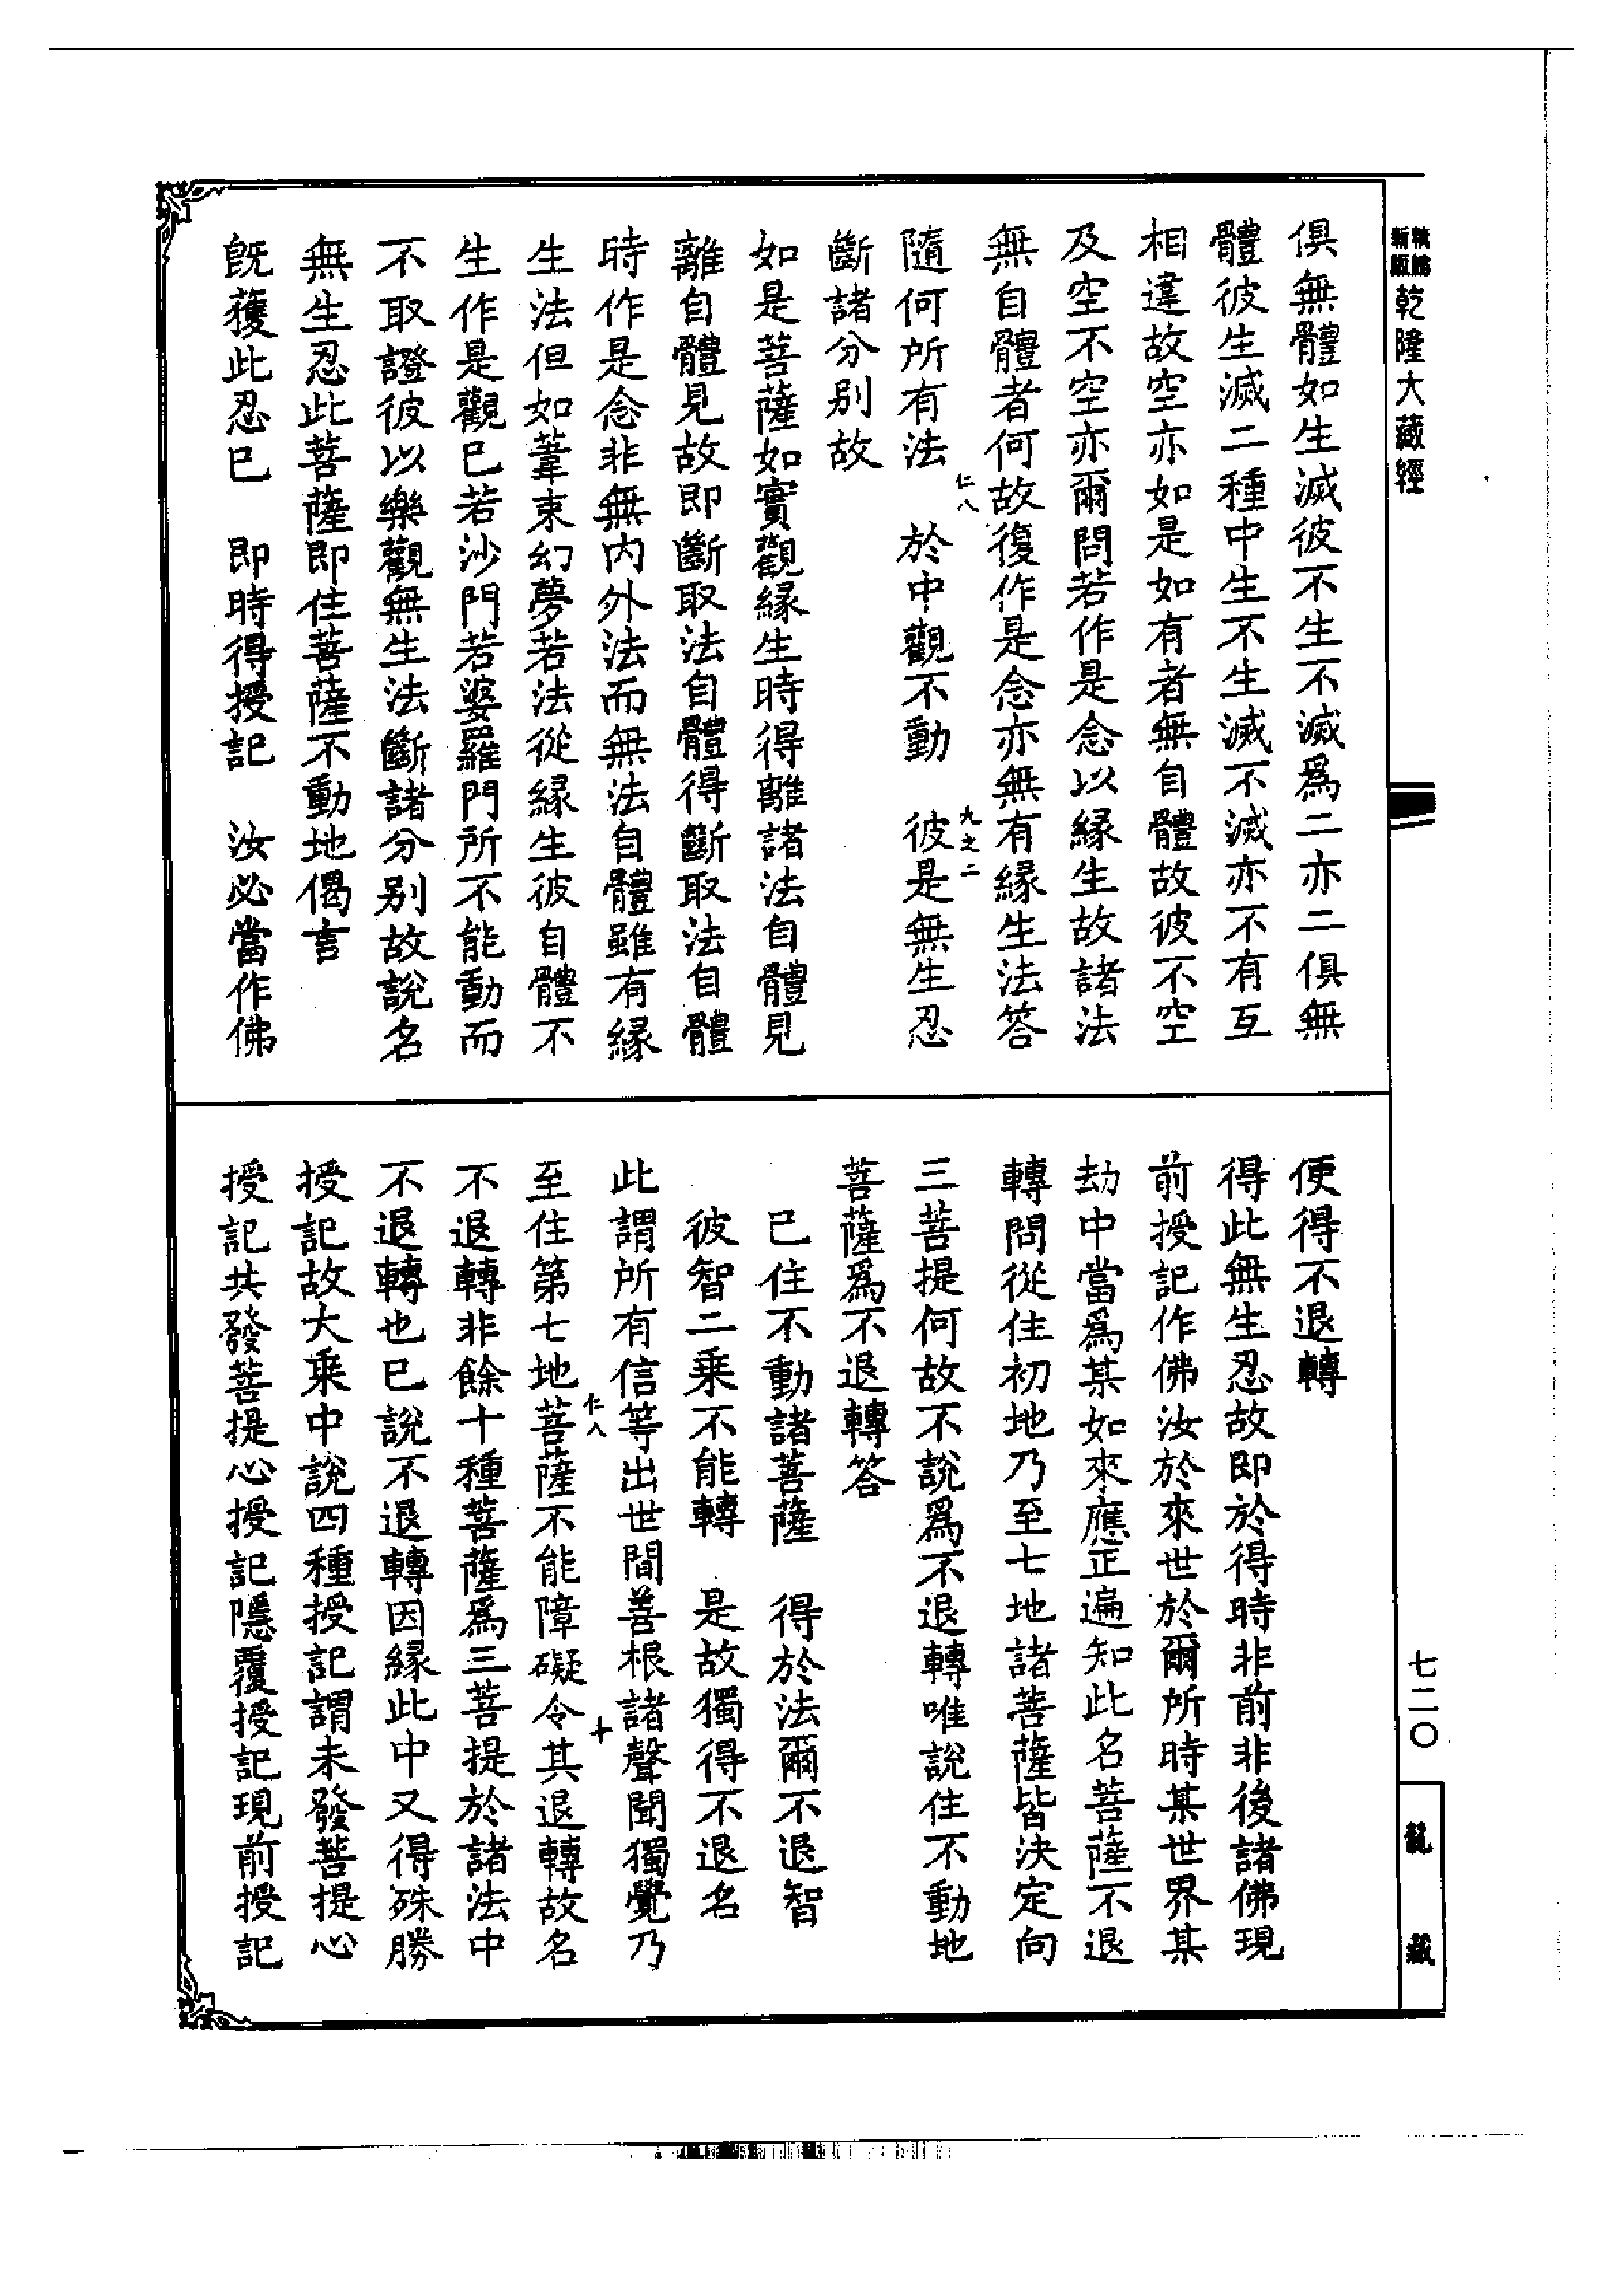 乾隆大藏經
俱無體如生滅彼不生不滅爲二亦二俱無
體彼生滅二種中生不生滅不滅亦不有互
相違故空亦如是如有者無自體故彼不空
及空不空亦爾問若作是念以緣生故諸法
無自體者何故復作是念亦無有緣生法答
仁八
九之二
隨何所有法　於中觀不動　彼是無生忍
斷諸分別故
如是菩薩如實觀緣生時得離諸法自體見
離自體見故即斷取法自體得斷取法自體
時作是念非無內外法而無法自體雖有緣
生法但如葦束幻夢若法從緣生彼自體不
生作是觀已若沙門若婆羅門所不能動而
不取證彼以樂觀無生法斷諸分別故說名
無生忍此菩薩即住菩薩不動地偈言
既獲此忍已　即時得授記　汝必當作佛
便得不退轉
得此無生忍故即於得時非前非後諸佛現
前授記作佛汝於來世於爾所時某世界某
劫中當爲某如來應正遍知此名菩薩不退
轉問從住初地乃至七地諸菩薩皆決定向
三菩提何故不說爲不退轉唯說住不動地
菩薩爲不退轉答
已住不動諸菩薩　得於法爾不退智
彼智二乘不能轉　是故獨得不退名
此謂所有信等出世間善根諸聲聞獨覺乃
仁八
十
至住第七地菩薩不能障礙令其退轉故名
不退轉非餘十種菩薩爲三菩提於諸法中
不退轉也已說不退轉因緣此中又得殊勝
授記故大乘中說四種授記謂未發菩提心
授記共發菩提心授記隱覆授記現前授記
七二〇
龍藏